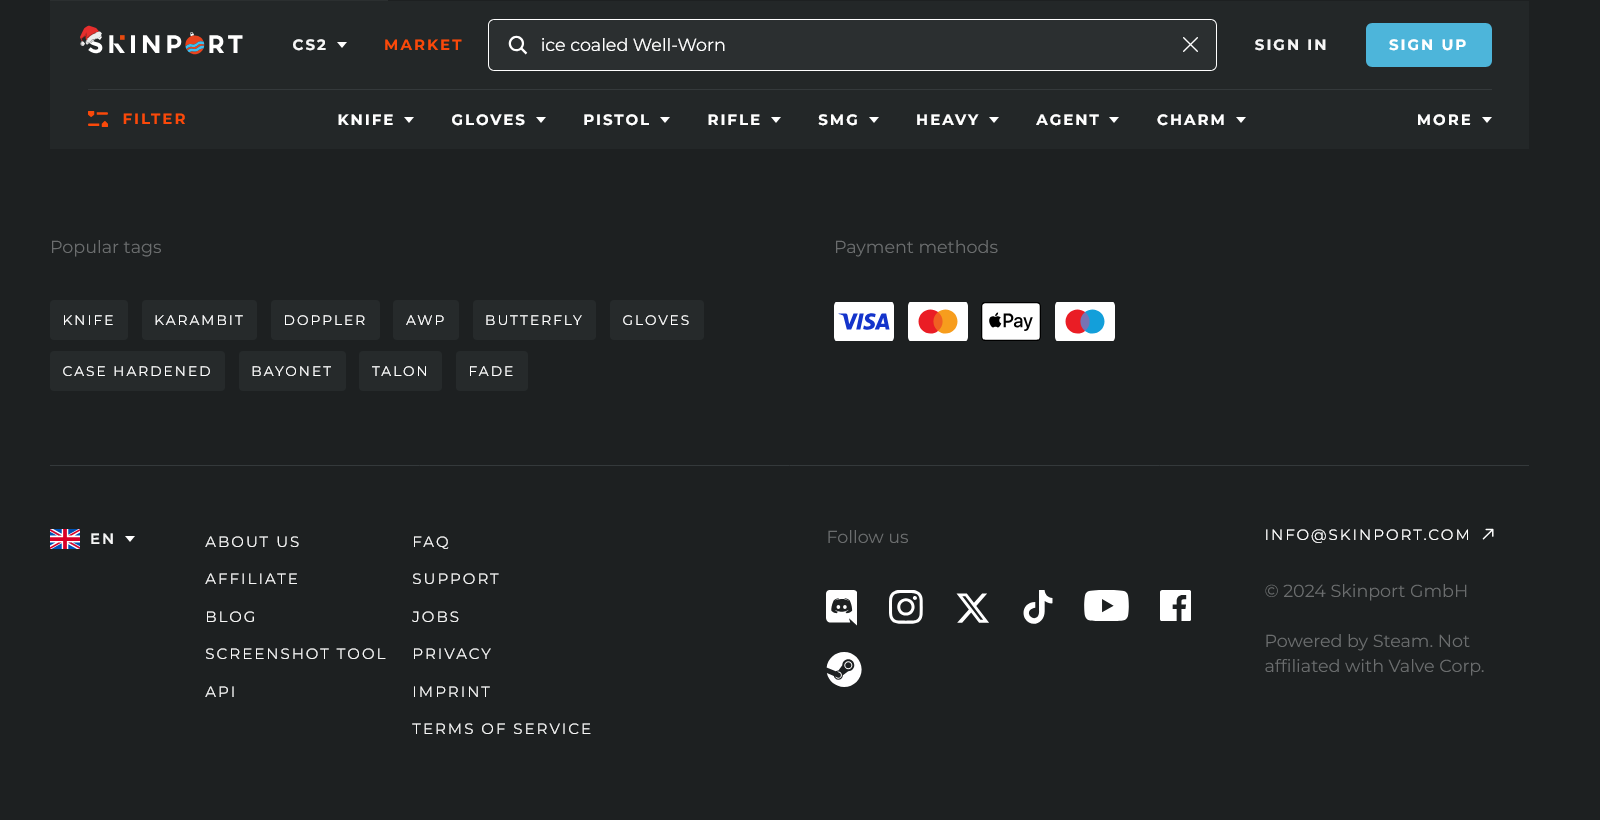 SKINPORT CS2 MARKET ice coaled Well-Worn SIGN IN SIGN UP
FILTER KNIFE GLOVES PISTOL RIFLE SMG HEAVY AGENT CHARM MORE
Popular tags
KNIFE KARAMBIT DOPPLER AWP BUTTERFLY GLOVES
CASE HARDENED BAYONET TALON FADE
Payment methods
VISA Pay
EN
ABOUT US
AFFILIATE
BLOG
SCREENSHOT TOOL
API
FAQ
SUPPORT
JOBS
PRIVACY
IMPRINT
TERMS OF SERVICE
Follow us
INFO@SKINPORT.COM
© 2024 Skinport GmbH
Powered by Steam. Not
affiliated with Valve Corp.